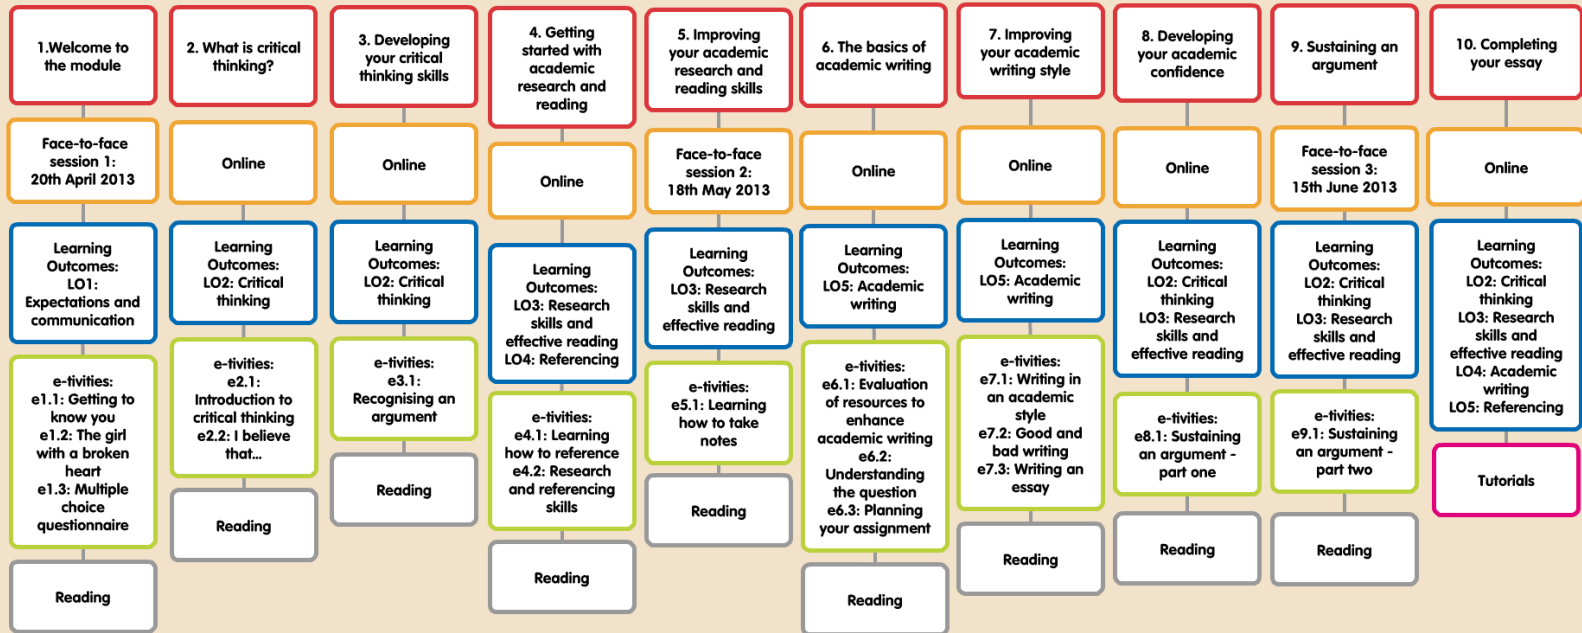 1.Welcome to
the module
Face-to-face
session 1:
20th April 2013
Learning
Outcomes:
LO1:
Expectations and
communication
e-tivities:
e1.1: Getting to
know you
e1.2: The girl
with a broken
heart
e1.3: Multiple
choice
questionnaire
Reading
2. What is critical
thinking?
Online
Learning
Outcomes:
LO2: Critical
thinking
e-tivities:
e2.1:
Introduction to
critical thinking
e2.2: I believe
that...
Reading
3. Developing
your critical
thinking skills
Online
Learning
Outcomes:
LO2: Critical
thinking
e-tivities:
e3.1:
Recognising an
argument
Reading
4. Getting
started with
academic
research and
reading
Online
Learning
Outcomes:
LO3: Research
skills and
effective reading
LO4: Referencing
e-tivities:
e4.1: Learning
how to reference
e4.2: Research
and referencing
skills
Reading
5. Improving
your academic
research and
reading skills
Face-to-face
session 2:
18th May 2013
Learning
Outcomes:
LO3: Research
skills and
effective reading
e-tivities:
e5.1: Learning
how to take
notes
Reading
6. The basics of
academic writing
Online
Learning
Outcomes:
LO5: Academic
writing
e-tivities:
e6.1: Evaluation
of resources to
enhance
academic writing
e6.2:
Understanding
the question
e6.3: Planning
your assignment
Reading
7. Improving
your academic
writing style
Online
Learning
Outcomes:
LO5: Academic
writing
e-tivities:
e7.1: Writing in
an academic
style
e7.2: Good and
bad writing
e7.3: Writing an
essay
Reading
8. Developing
your academic
confidence
Online
Learning
Outcomes:
LO2: Critical
thinking
LO3: Research
skills and
effective reading
e-tivities:
e8.1: Sustaining
an argument -
part one
Reading
9. Sustaining an
argument
Face-to-face
session 3:
15th June 2013
Learning
Outcomes:
LO2: Critical
thinking
LO3: Research
skills and
effective reading
e-tivities:
e9.1: Sustaining
an argument -
part two
Reading
10. Completing
your essay
Online
Learning
Outcomes:
LO2: Critical
thinking
LO3: Research
skills and
effective reading
LO4: Academic
writing
LO5: Referencing
Tutorials